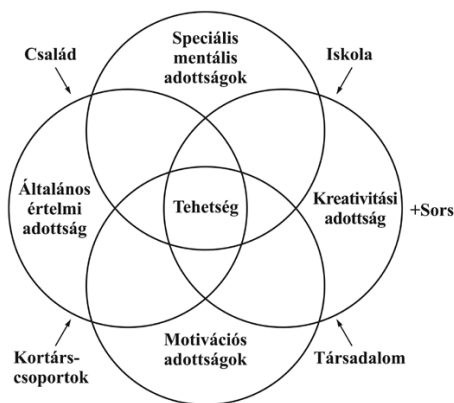 Család
Speciális
mentális
adottságok
Iskola
Általános
értelmi
adottság
Tehetség
Kreativitási
adottság
+Sors
Kortárs-
csoportok
Motivációs
adottságok
Társadalom